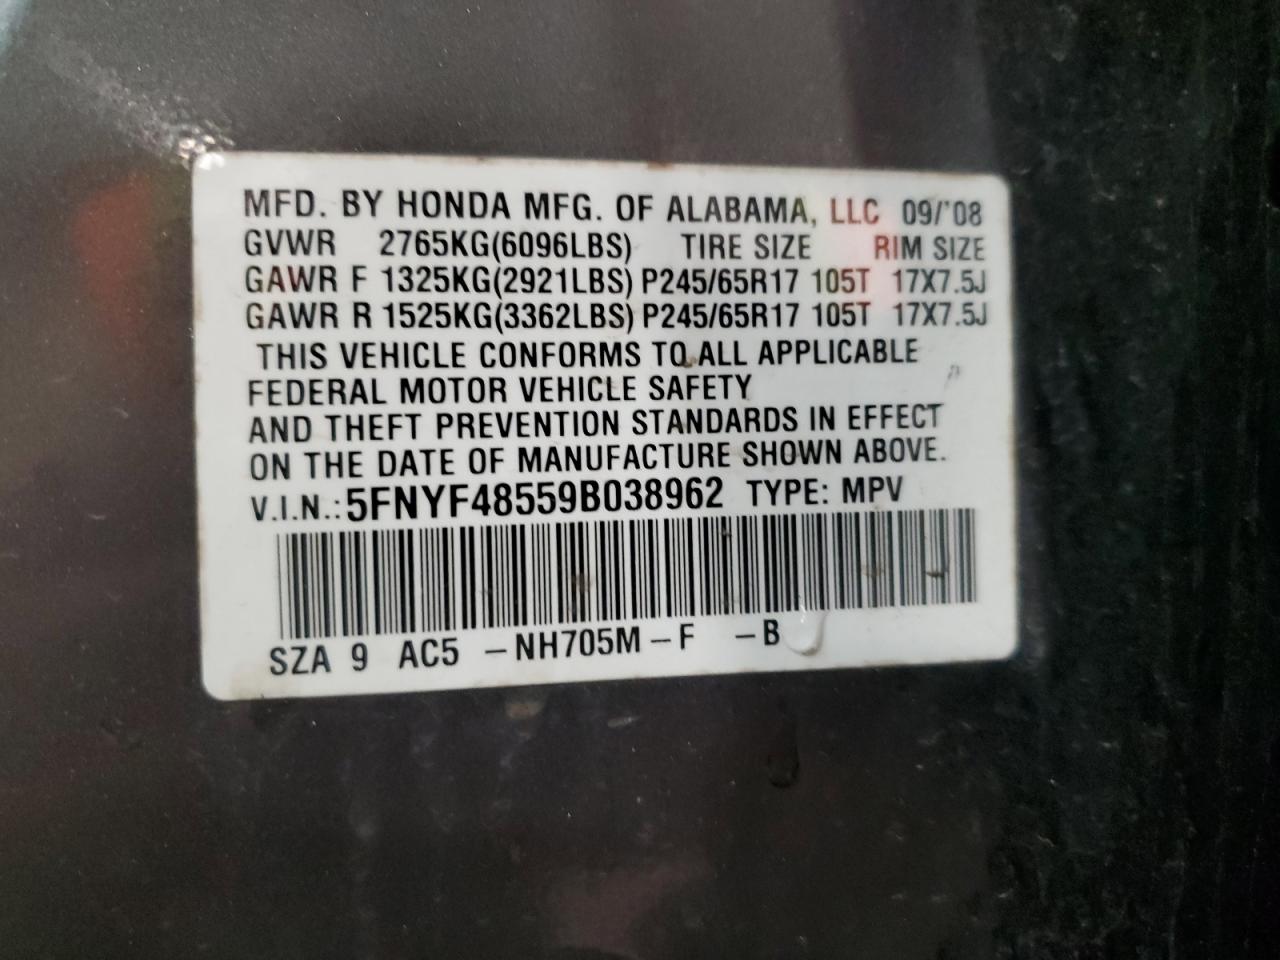 MFD. BY HONDA MFG. OF ALABAMA, LLC 09/'08
GVWR 2765KG(6096LBS) TIRE SIZE RIM SIZE
GAWR F 1325KG(2921LBS) P245/65R17 105T 17X7.5J
GAWR R 1525KG(3362LBS) P245/65R17 105T 17X7.5J
THIS VEHICLE CONFORMS TO ALL APPLICABLE
FEDERAL MOTOR VEHICLE SAFETY
AND THEFT PREVENTION STANDARDS IN EFFECT
ON THE DATE OF MANUFACTURE SHOWN ABOVE.
V.I.N.: 5FNYF48559B038962 TYPE: MPV
SZA 9 AC5 – NH705M – F – B